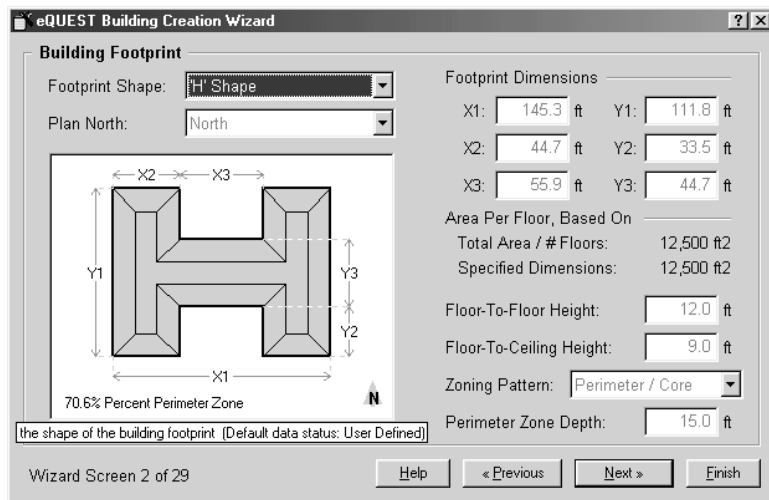 eQUEST Building Creation Wizard
Building Footprint
Footprint Shape: 'H' Shape
Plan North: North
X2 X3
Y1 Y3
Y2
X1
70.6% Percent Perimeter Zone N
the shape of the building footprint (Default data status: User Defined)
Footprint Dimensions
X1: 145.3 ft Y1: 111.8 ft
X2: 44.7 ft Y2: 33.5 ft
X3: 55.9 ft Y3: 44.7 ft
Area Per Floor, Based On
Total Area / # Floors: 12,500 ft2
Specified Dimensions: 12,500 ft2
Floor-To-Floor Height: 12.0 ft
Floor-To-Ceiling Height: 9.0 ft
Zoning Pattern: Perimeter / Core
Perimeter Zone Depth: 15.0 ft
Wizard Screen 2 of 29
Help « Previous Next » Finish